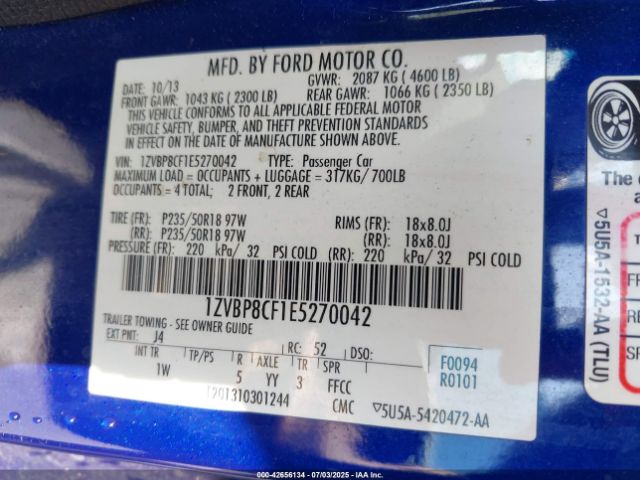 MFD. BY FORD MOTOR CO.
DATE: 10/13 GVWR: 2087 KG ( 4600 LB)
FRONT GAWR: 1043 KG ( 2300 LB) REAR GAWR: 1066 KG ( 2350 LB)
THIS VEHICLE CONFORMS TO ALL APPLICABLE FEDERAL MOTOR
VEHICLE SAFETY, BUMPER, AND THEFT PREVENTION STANDARDS
IN EFFECT ON THE DATE OF MANUFACTURE SHOWN ABOVE.
VIN: 1ZVBP8CF1E5270042 TYPE: Passenger Car
MAXIMUM LOAD = OCCUPANTS + LUGGAGE = 317KG/ 700LB
OCCUPANTS = 4 TOTAL; 2 FRONT, 2 REAR
TIRE (FR): P235/50R18 97W RIMS (FR): 18x8.0J
(RR): P235/50R18 97W (RR): 18x8.0J
PRESSURE (FR): 220 kPa/ 32 PSI COLD (RR): 220 kPa/ 32 PSI COLD
1ZVBP8CF1E5270042
TRAILER TOWING - SEE OWNER GUIDE
EXT PNT: J4 RC: 52 DSO:
INT TR TP/PS R AXLE TR SPR
1W 5 YY 3 FFCC
F0094
R0101
1201310301244 CMC ▽5U5A-5420472-AA
▽5U5A-1532-AA (TLU)
The c
a
T
F
RE
SP
000-42656134 - 07/03/2025 - IAA Inc.